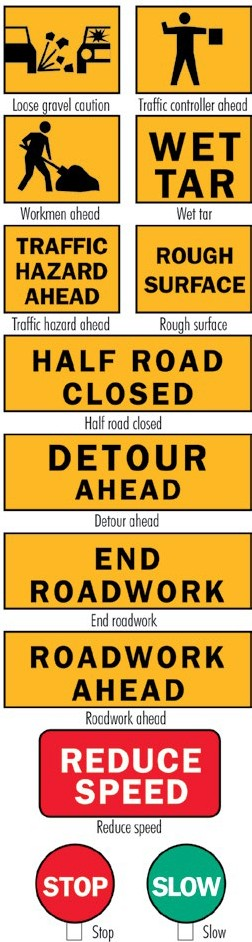 Loose gravel caution
Traffic controller ahead
WET
TAR
Workmen ahead
Wet tar
TRAFFIC
HAZARD
AHEAD
ROUGH
SURFACE
Traffic hazard ahead
Rough surface
HALF ROAD
CLOSED
Half road closed
DETOUR
AHEAD
Detour ahead
END
ROADWORK
End roadwork
ROADWORK
AHEAD
Roadwork ahead
REDUCE
SPEED
Reduce speed
STOP
SLOW
Stop
Slow